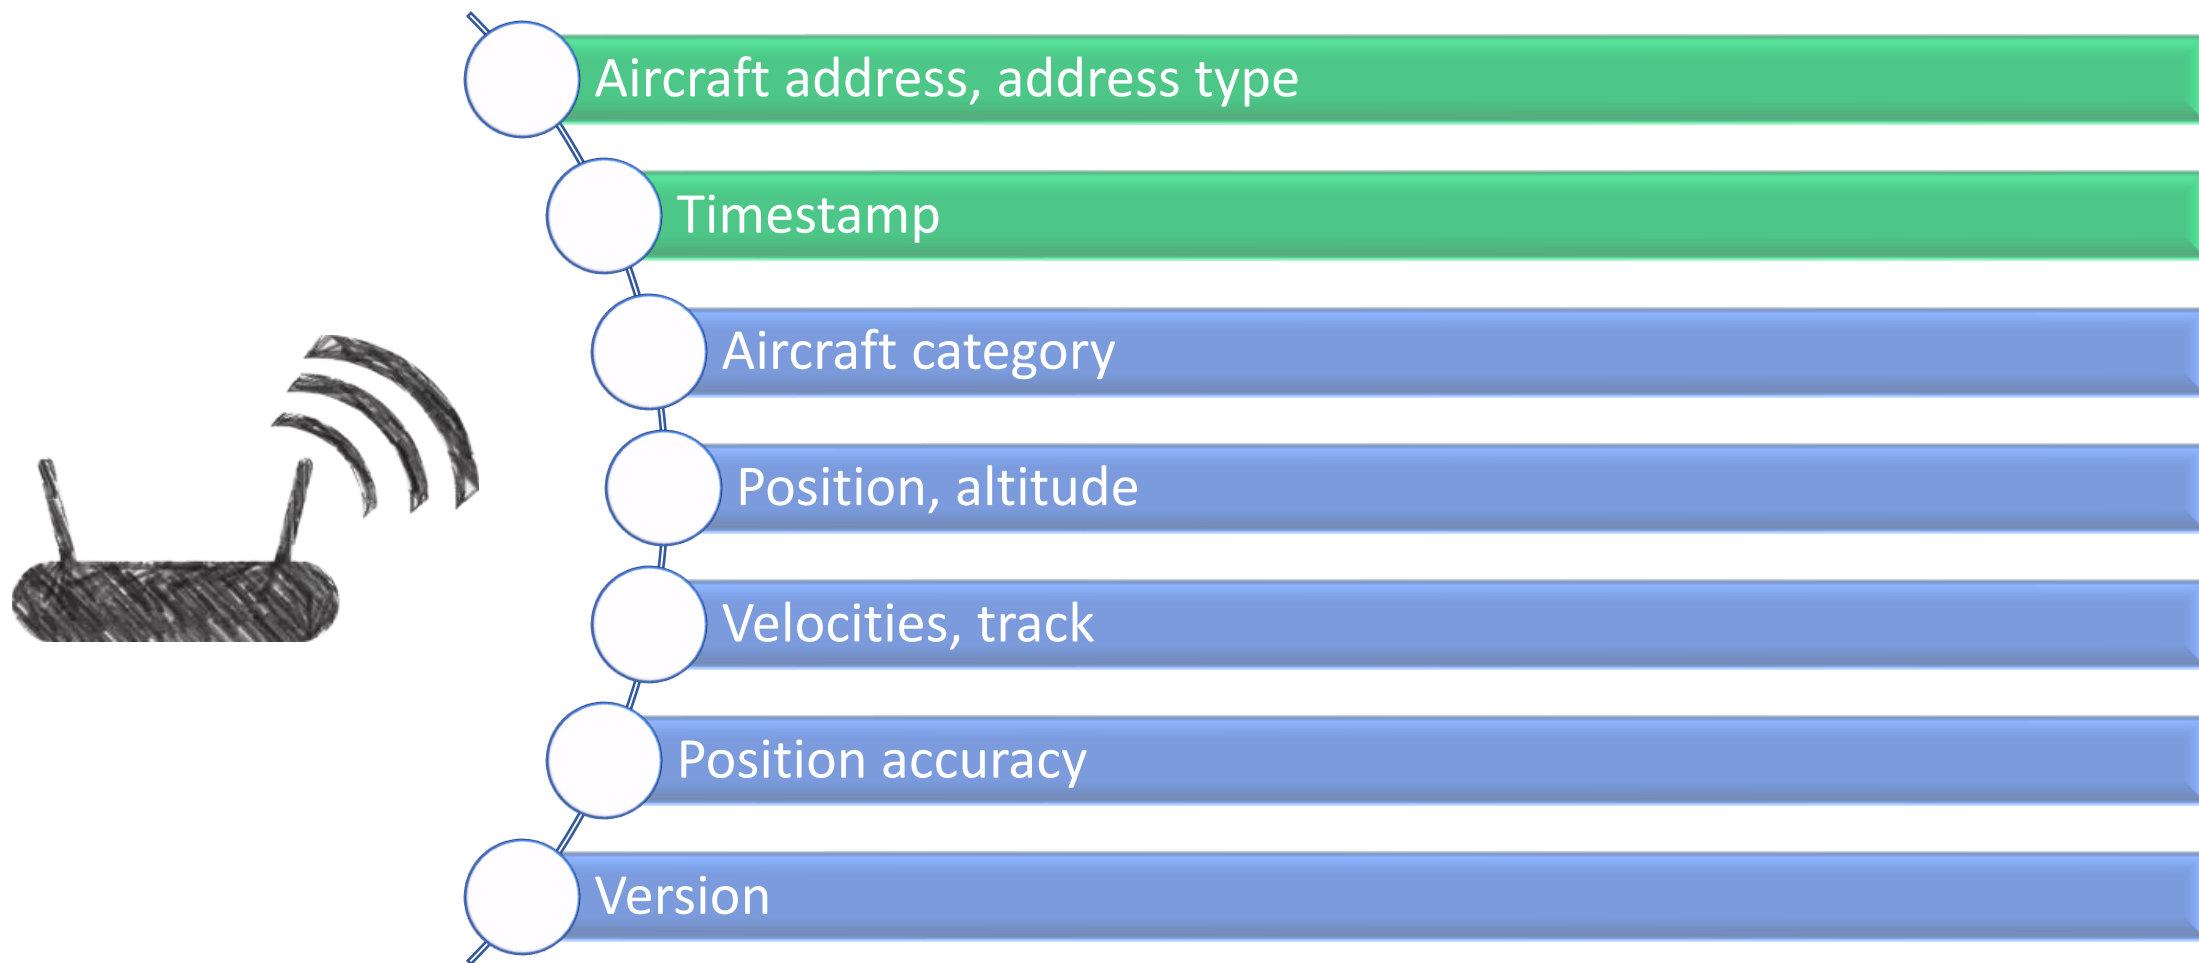 Aircraft address, address type
Timestamp
Aircraft category
Position, altitude
Velocities, track
Position accuracy
Version